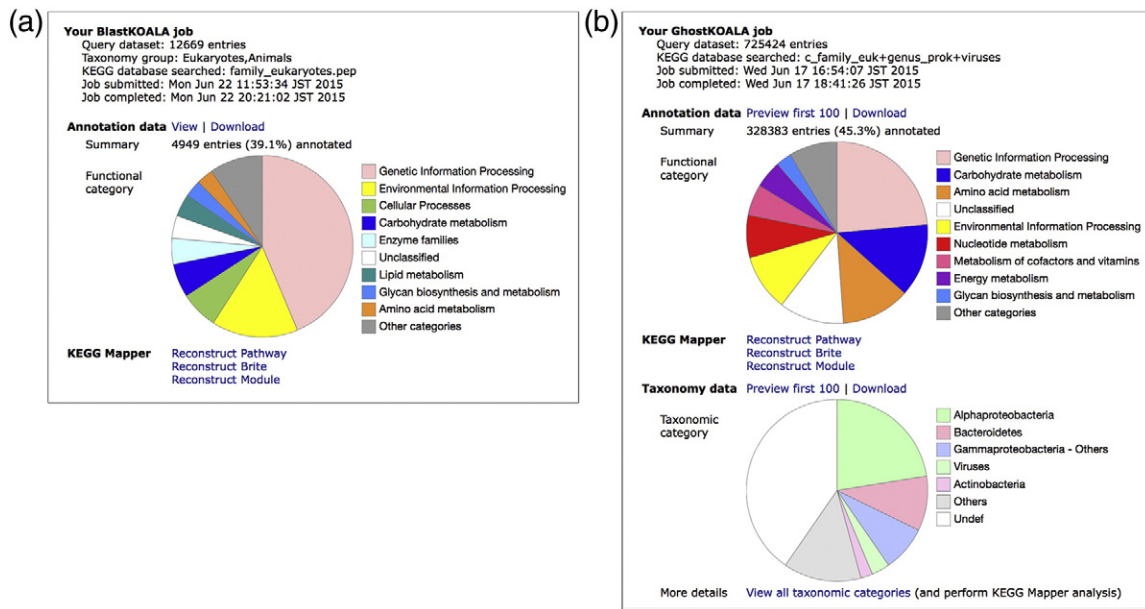 (a)
Your BlastKOALA job
Query dataset: 12669 entries
Taxonomy group: Eukaryotes,Animals
KEGG database searched: family_eukaryotes.pep
Job submitted: Mon Jun 22 11:53:34 JST 2015
Job completed: Mon Jun 22 20:21:02 JST 2015
Annotation data View | Download
Summary 4949 entries (39.1%) annotated
Functional category
Genetic Information Processing
Environmental Information Processing
Cellular Processes
Carbohydrate metabolism
Enzyme families
Unclassified
Lipid metabolism
Glycan biosynthesis and metabolism
Amino acid metabolism
Other categories
KEGG Mapper Reconstruct Pathway
Reconstruct Brite
Reconstruct Module
(b)
Your GhostKOALA job
Query dataset: 725424 entries
KEGG database searched: c_family_euk+genus_prok+viruses
Job submitted: Wed Jun 17 16:54:07 JST 2015
Job completed: Wed Jun 17 18:41:26 JST 2015
Annotation data Preview first 100 | Download
Summary 328383 entries (45.3%) annotated
Functional category
Genetic Information Processing
Carbohydrate metabolism
Amino acid metabolism
Unclassified
Environmental Information Processing
Nucleotide metabolism
Metabolism of cofactors and vitamins
Energy metabolism
Glycan biosynthesis and metabolism
Other categories
KEGG Mapper Reconstruct Pathway
Reconstruct Brite
Reconstruct Module
Taxonomy data Preview first 100 | Download
Taxonomic category
Alphaproteobacteria
Bacteroidetes
Gammaproteobacteria - Others
Viruses
Actinobacteria
Others
Undef
More details View all taxonomic categories (and perform KEGG Mapper analysis)